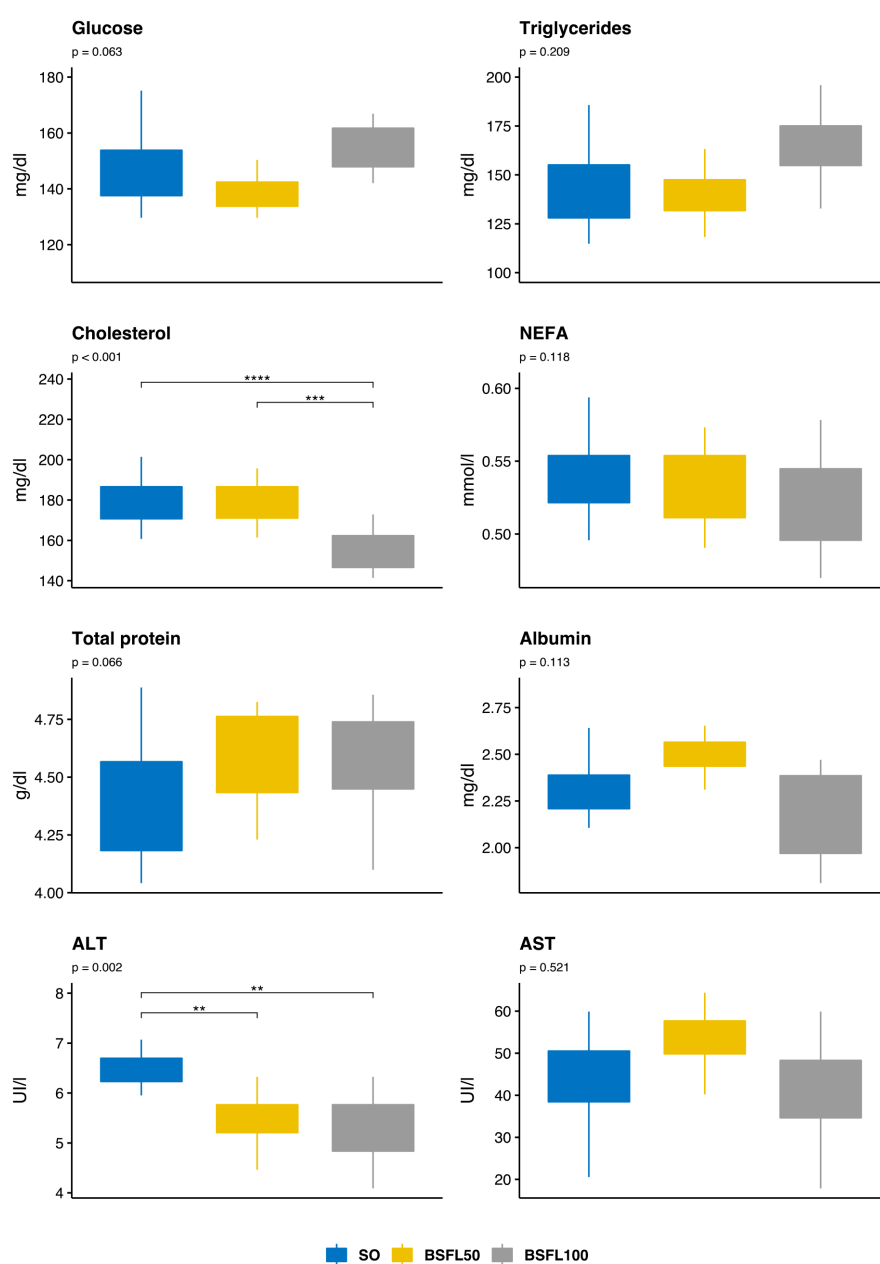 Glucose
p = 0.063
180
160
140
120
mg/dl
Triglycerides
p = 0.209
200
175
150
125
100
mg/dl
Cholesterol
p < 0.001
240
220
200
180
160
140
mg/dl
****
***
NEFA
p = 0.118
0.60
0.55
0.50
mmol/l
Total protein
p = 0.066
4.75
4.50
4.25
4.00
g/dl
Albumin
p = 0.113
2.75
2.50
2.25
2.00
mg/dl
ALT
p = 0.002
8
7
6
5
4
UI/l
**
**
AST
p = 0.521
60
50
40
30
20
UI/l
SO BSFL50 BSFL100